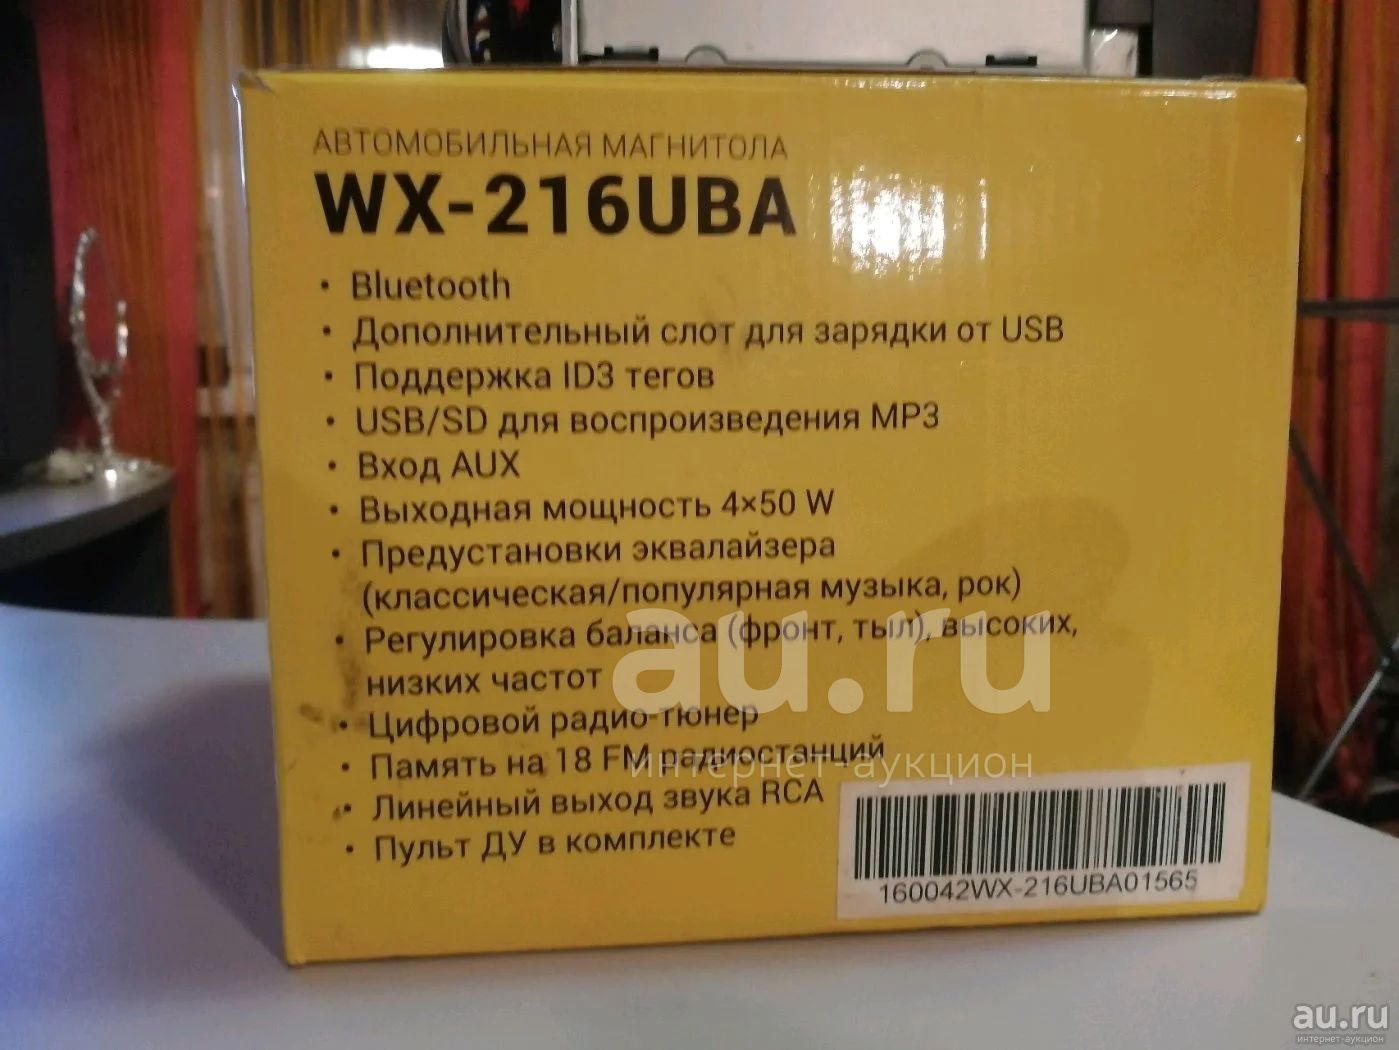 АВТОМОБИЛЬНАЯ МАГНИТОЛА
WX-216UBA
• Bluetooth
• Дополнительный слот для зарядки от USB
• Поддержка ID3 тегов
• USB/SD для воспроизведения MP3
• Вход AUX
• Выходная мощность 4×50 W
• Предустановки эквалайзера
(классическая/популярная музыка, рок)
• Регулировка баланса (фронт, тыл), высоких,
низких частот
• Цифровой радио-тюнер
• Память на 18 FM радиостанций
• Линейный выход звука RCA
• Пульт ДУ в комплекте
160042WX-216UBA01565
au.ru
интернет-аукцион
au.ru
интернет-аукцион